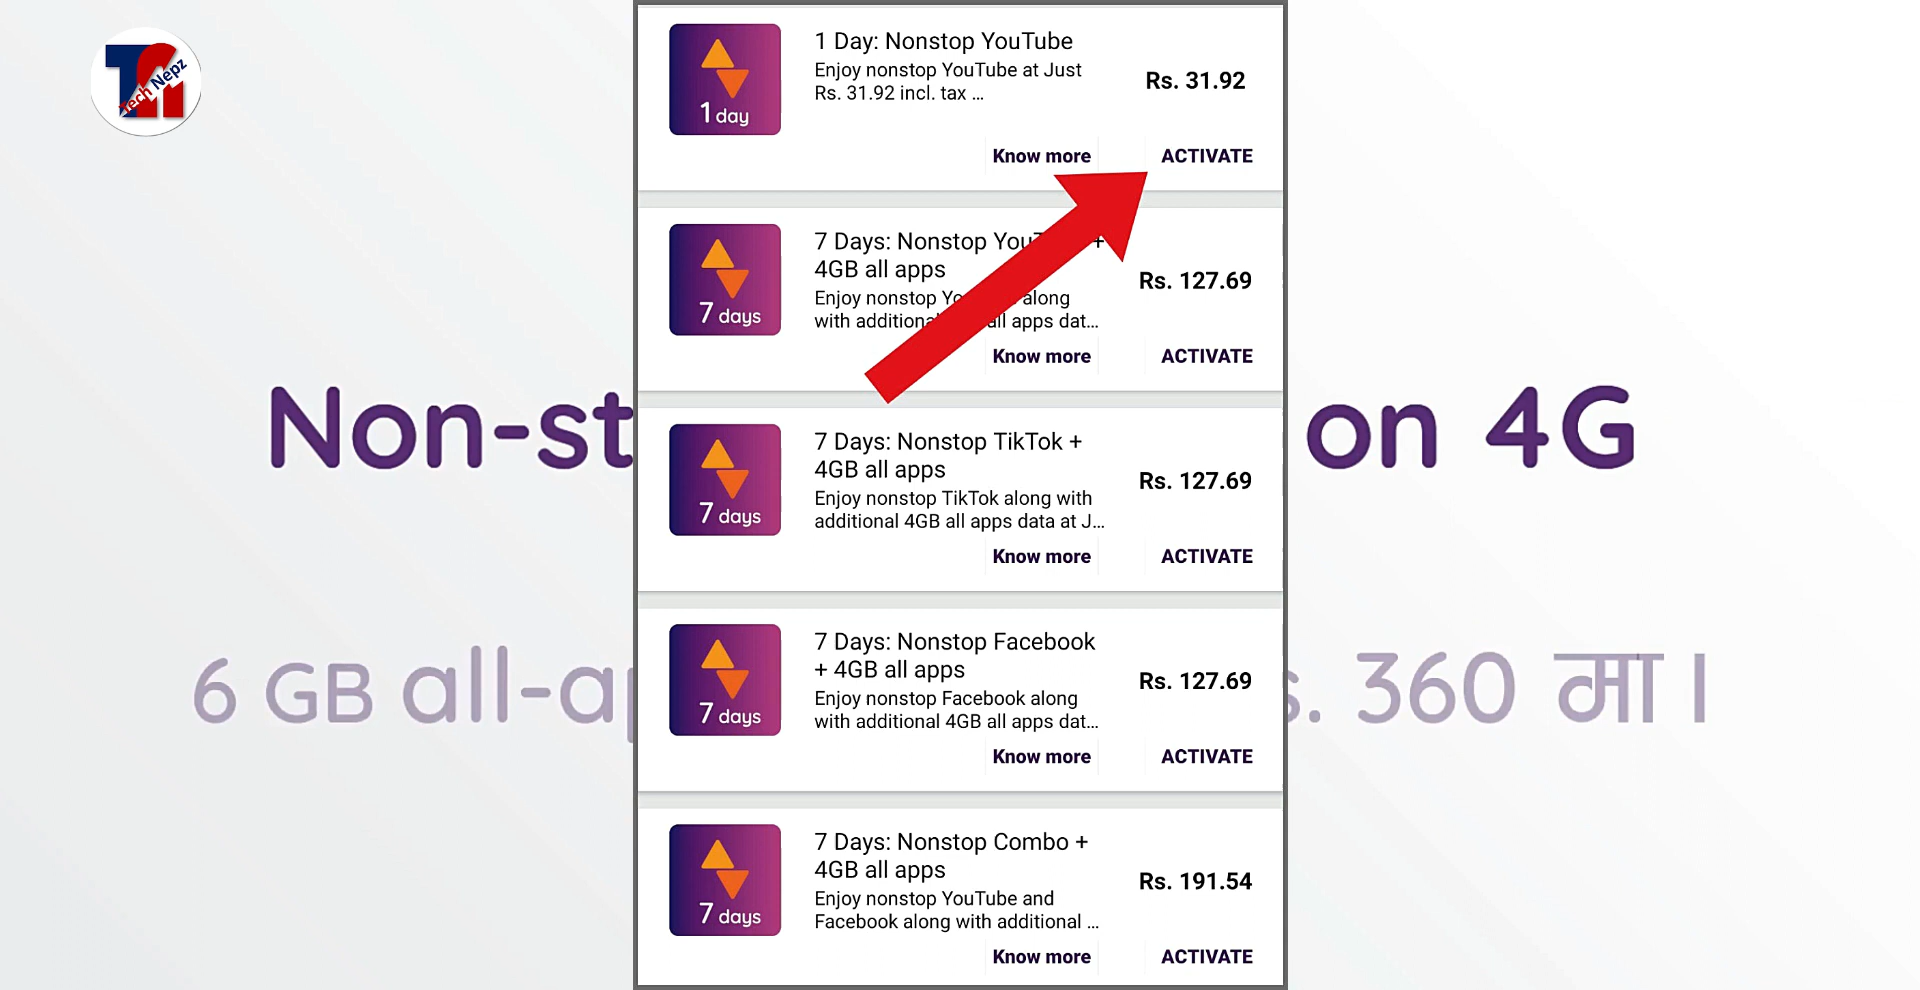 Tech Nepz
1 day
1 Day: Nonstop YouTube
Enjoy nonstop YouTube at Just
Rs. 31.92 incl. tax ...
Rs. 31.92
Know more
ACTIVATE
7 days
7 Days: Nonstop +
4GB all apps
Enjoy nonstop along
with all apps dat...
Rs. 127.69
Know more
ACTIVATE
7 days
7 Days: Nonstop TikTok +
4GB all apps
Enjoy nonstop TikTok along with
additional 4GB all apps data at J...
Rs. 127.69
Know more
ACTIVATE
7 days
7 Days: Nonstop Facebook
+ 4GB all apps
Enjoy nonstop Facebook along
with additional 4GB all apps dat...
Rs. 127.69
Know more
ACTIVATE
7 days
7 Days: Nonstop Combo +
4GB all apps
Enjoy nonstop YouTube and
Facebook along with additional ...
Rs. 191.54
Know more
ACTIVATE
Non-st on 4G
6 GB all-ap s. 360 मा।